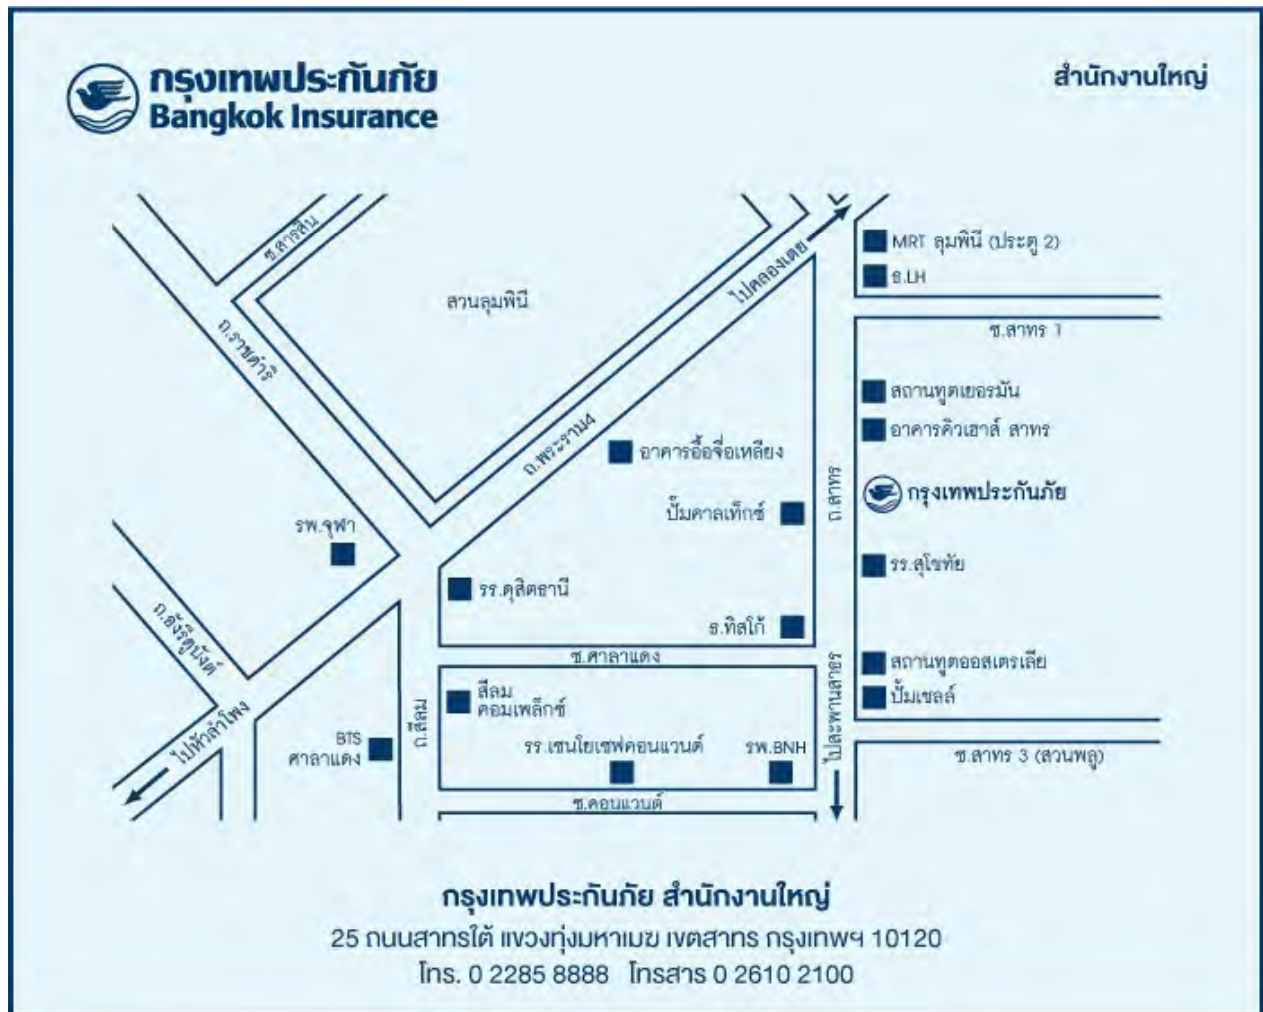 กรุงเทพประกันภัย
Bangkok Insurance
สำนักงานใหญ่
ซ.สารสิน
ถ.ราชดำริ
สวนลุมพินี
ไปคลองเตย
MRT ลุมพินี (ประตู 2)
ธ.LH
ซ.สาทร 1
สถานทูตเยอรมัน
อาคารคิวเฮาส์ สาทร
กรุงเทพประกันภัย
ถ.พระราม4
อาคารอื้อจือเหลียง
ปั๊มคาลเท็กซ์
ถ.สาทร
รพ.จุฬา
รร.ดุสิตธานี
รร.สุโขทัย
ธ.ทิสโก้
ถ.อังรีดูนังต์
ซ.ศาลาแดง
สถานทูตออสเตรเลีย
ปั๊มเชลล์
ไปหัวลำโพง
BTS
ศาลาแดง
ถ.สีลม
สีลม
คอมเพล็กซ์
รร.เซนโยเซฟคอนแวนต์
รพ.BNH
ไปสะพานสาธร
ซ.สาทร 3 (สวนพลู)
ซ.คอนแวนต์
กรุงเทพประกันภัย สำนักงานใหญ่
25 ถนนสาทรใต้ แขวงทุ่งมหาเมฆ เขตสาทร กรุงเทพฯ 10120
โทร. 0 2285 8888 โทรสาร 0 2610 2100